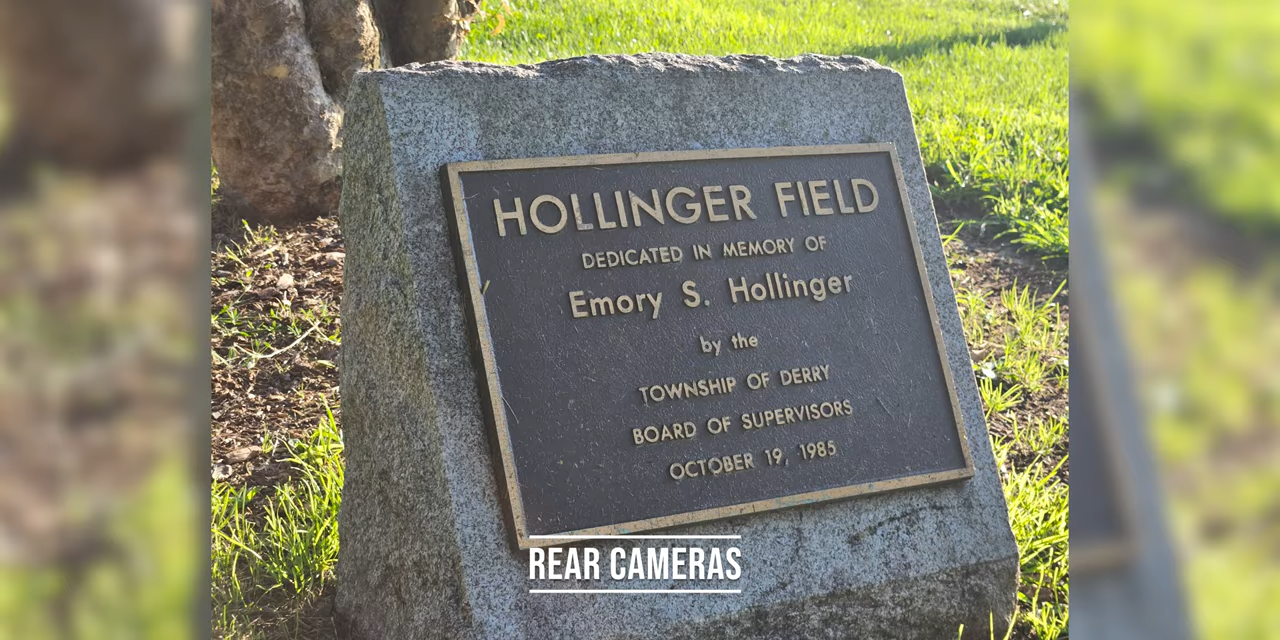 HOLLINGER FIELD
DEDICATED IN MEMORY OF
Emory S. Hollinger
by the
TOWNSHIP OF DERRY
BOARD OF SUPERVISORS
OCTOBER 19, 1985
REAR CAMERAS